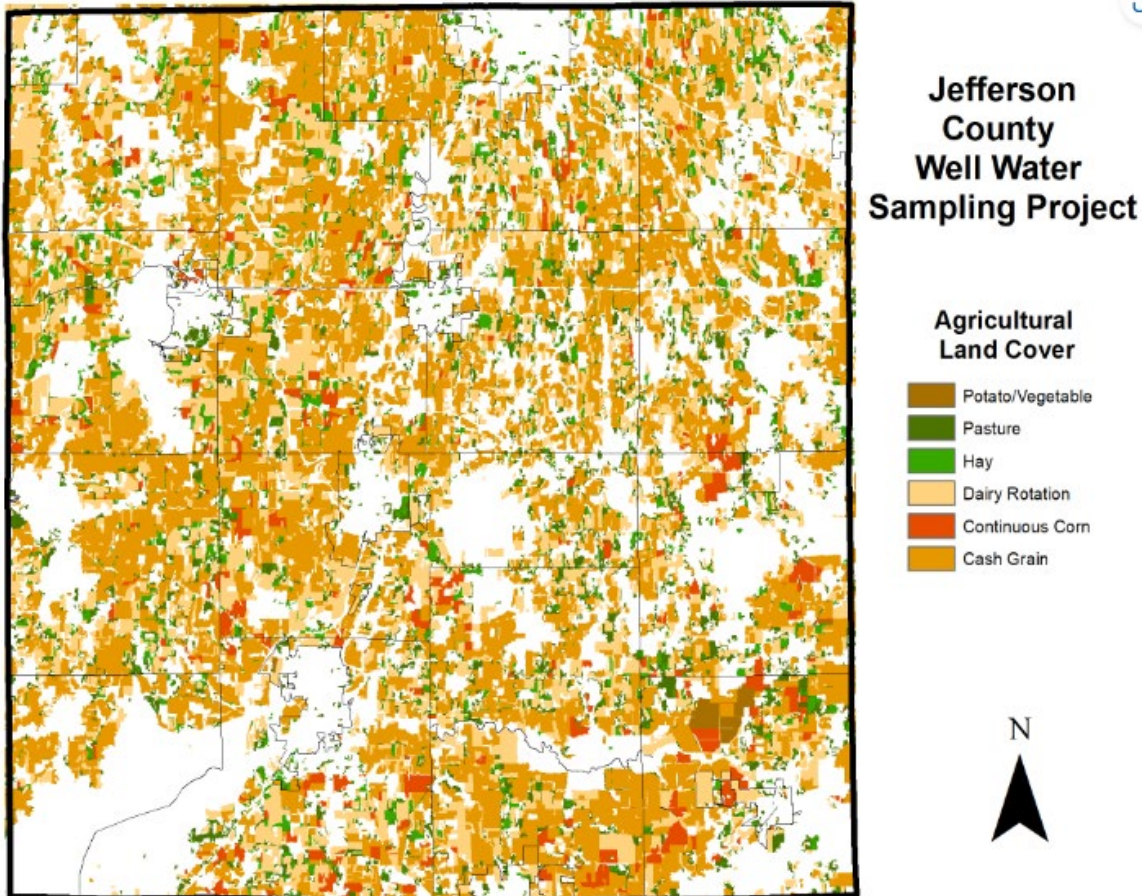 Jefferson
County
Well Water
Sampling Project
Agricultural
Land Cover
Potato/Vegetable
Pasture
Hay
Dairy Rotation
Continuous Corn
Cash Grain
N